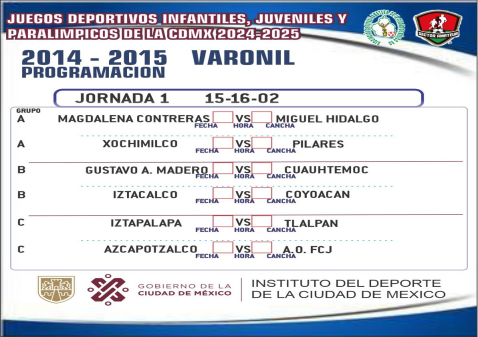 JUEGOS DEPORTIVOS INFANTILES, JUVENILES Y
PARALIMPICOS DE LA CDMX 2024-2025
2014 - 2015 VARONIL
PROGRAMACION
JORNADA 1 15-16-02
GRUPO
A MAGDALENA CONTRERAS VS MIGUEL HIDALGO
FECHA HORA CANCHA
A XOCHIMILCO VS PILARES
FECHA HORA CANCHA
B GUSTAVO A. MADERO VS CUAUHTEMOC
FECHA HORA CANCHA
B IZTACALCO VS COYOACAN
FECHA HORA CANCHA
C IZTAPALAPA VS TLALPAN
FECHA HORA CANCHA
C AZCAPOTZALCO VS A.O. FCJ
FECHA HORA CANCHA
GOBIERNO DE LA
CIUDAD DE MÉXICO
INSTITUTO DEL DEPORTE
DE LA CIUDAD DE MEXICO